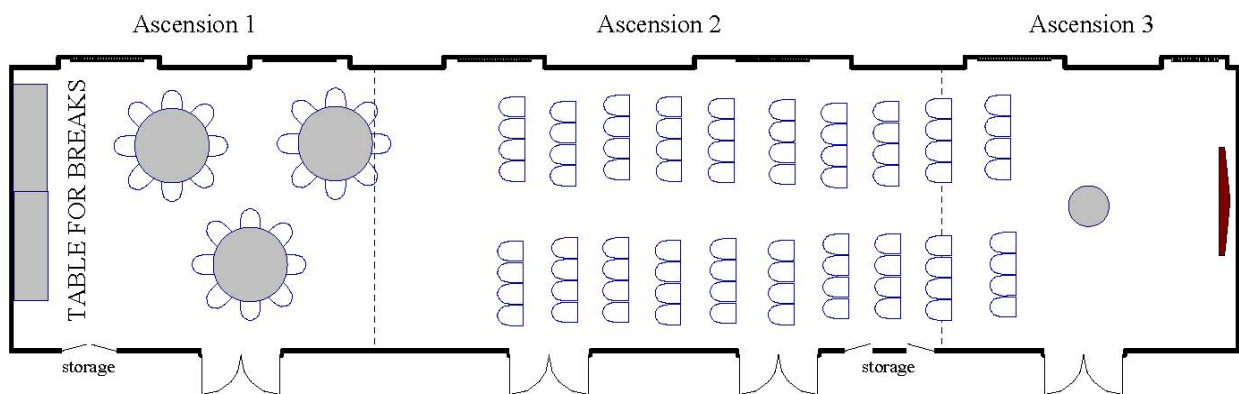 Ascension 1
Ascension 2
Ascension 3
TABLE FOR BREAKS
storage
storage